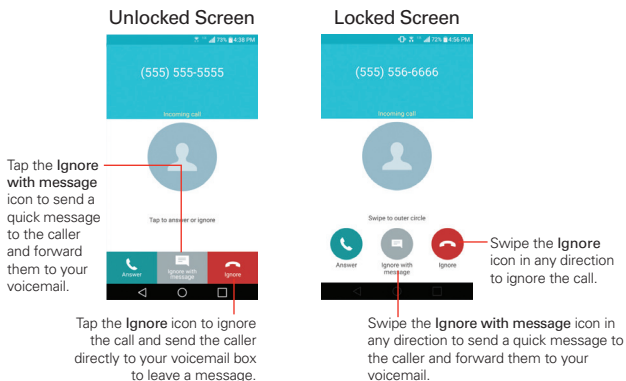 Unlocked Screen
73% 4:38 PM
(555) 555-5555
Incoming call
Tap to answer or ignore
Answer
Ignore with
message
Ignore
Tap the Ignore
with message
icon to send a
quick message
to the caller
and forward
them to your
voicemail.
Tap the Ignore icon to ignore
the call and send the caller
directly to your voicemail box
to leave a message.
Locked Screen
72% 4:56 PM
(555) 556-6666
Incoming call
Swipe to outer circle
Answer
Ignore with
message
Ignore
Swipe the Ignore
icon in any direction
to ignore the call.
Swipe the Ignore with message icon in
any direction to send a quick message to
the caller and forward them to your
voicemail.